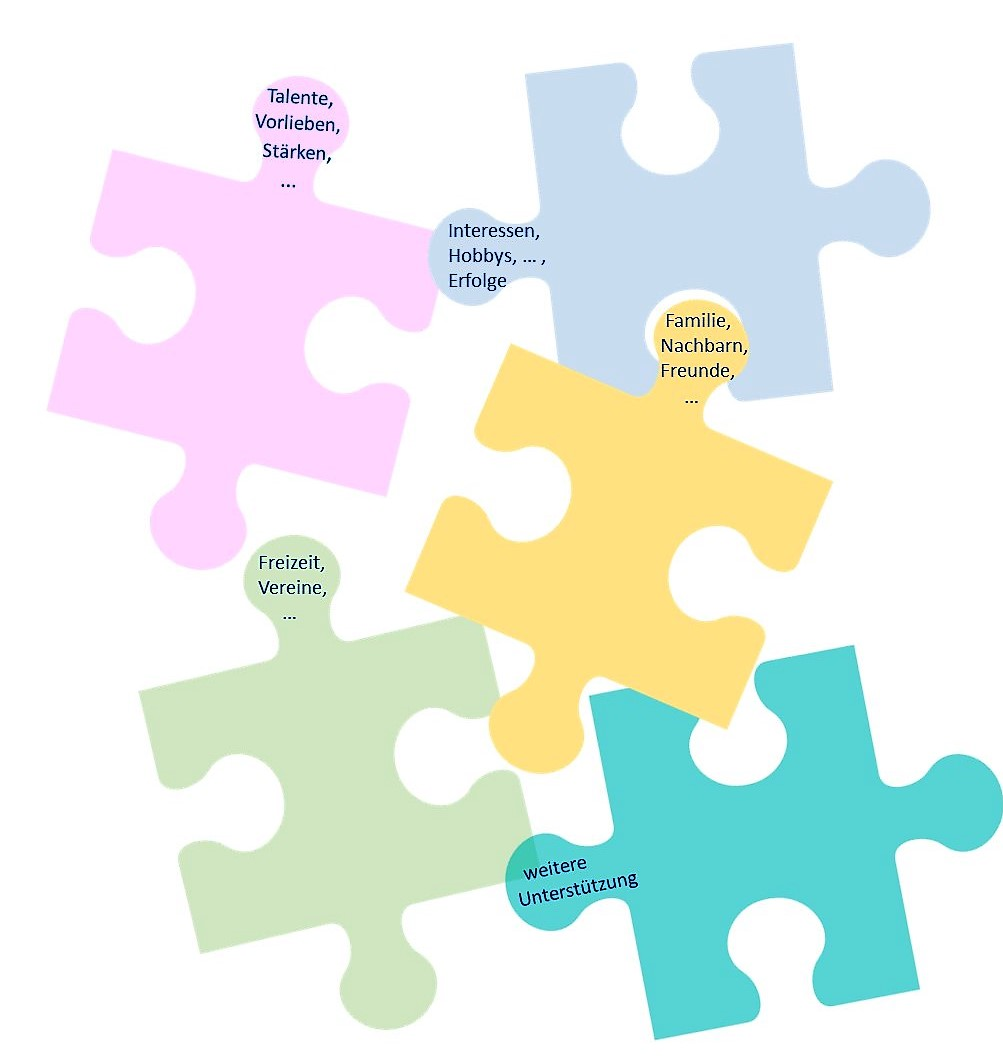 Talente,
Vorlieben,
Stärken,
...
Interessen,
Hobbys, ... ,
Erfolge
Familie,
Nachbarn,
Freunde,
...
Freizeit,
Vereine,
...
weitere
Unterstützung